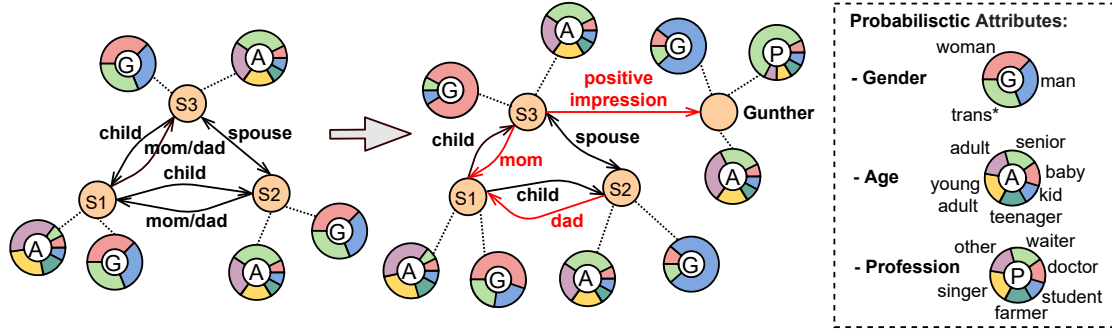 G
A
S3
child
spouse
mom/dad
child
S1
S2
mom/dad
A
G
A
G
A
G
P
G
positive
impression
S3
Gunther
child
spouse
mom
A
S1
child
S2
dad
A
G
A
G
Probabilisctic Attributes:
woman
- Gender
G
man
trans*
adult
senior
- Age
A
baby
young
adult
kid
teenager
other
waiter
- Profession
P
doctor
singer
student
farmer